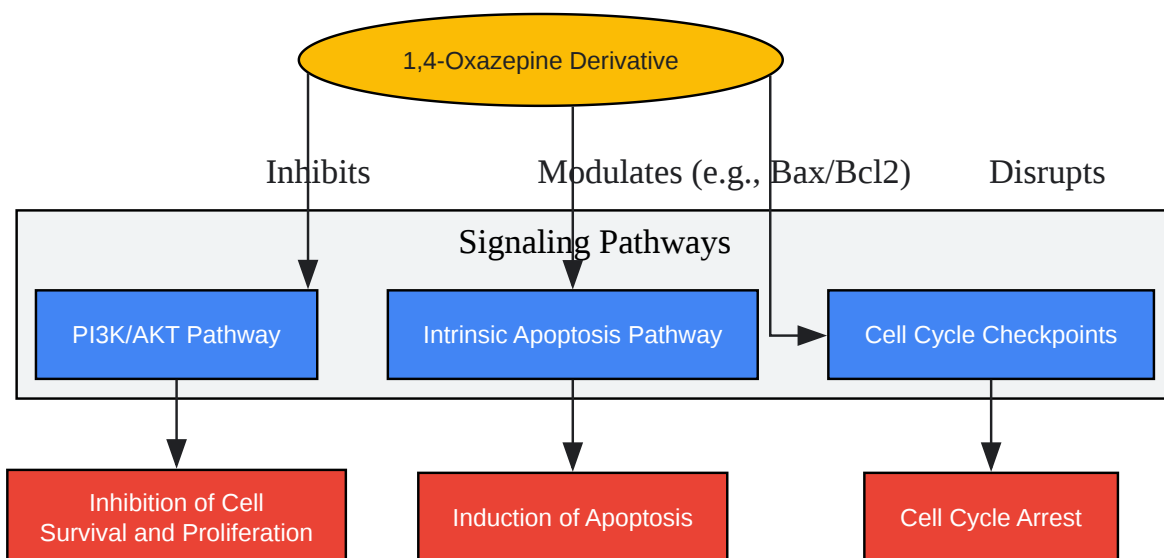 1,4-Oxazepine Derivative
Inhibits
Modulates (e.g., Bax/Bcl2)
Disrupts
Signaling Pathways
PI3K/AKT Pathway
Intrinsic Apoptosis Pathway
Cell Cycle Checkpoints
Inhibition of Cell
Survival and Proliferation
Induction of Apoptosis
Cell Cycle Arrest